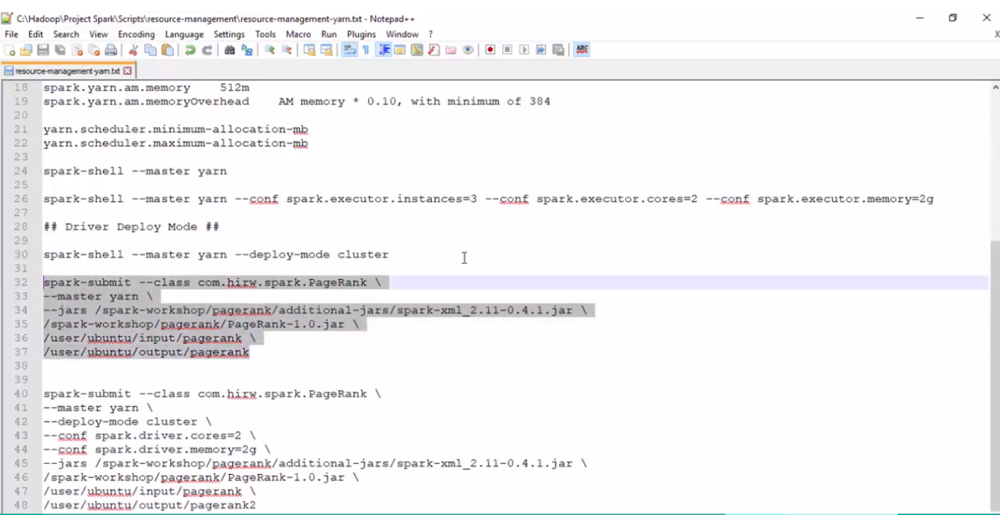 C:\Hadoop\Project Spark\Scripts\resource-management\resource-management-yarn.txt - Notepad++
File Edit Search View Encoding Language Settings Tools Macro Run Plugins Window ?
X
ABC
resource-management-yarn.txt
18 spark.yarn.am.memory 512m
19 spark.yarn.am.memoryOverhead AM memory * 0.10, with minimum of 384
20
21 yarn.scheduler.minimum-allocation-mb
22 yarn.scheduler.maximum-allocation-mb
23
24 spark-shell --master yarn
25
26 spark-shell --master yarn --conf spark.executor.instances=3 --conf spark.executor.cores=2 --conf spark.executor.memory=2g
27
28 ## Driver Deploy Mode ##
29
30 spark-shell --master yarn --deploy-mode cluster
31
32 spark-submit --class com.hirw.spark.PageRank \
33 --master yarn \
34 --jars /spark-workshop/pagerank/additional-jars/spark-xml_2.11-0.4.1.jar \
35 /spark-workshop/pagerank/PageRank-1.0.jar \
36 /user/ubuntu/input/pagerank \
37 /user/ubuntu/output/pagerank
38
39
40 spark-submit --class com.hirw.spark.PageRank \
41 --master yarn \
42 --deploy-mode cluster \
43 --conf spark.driver.cores=2 \
44 --conf spark.driver.memory=2g \
45 --jars /spark-workshop/pagerank/additional-jars/spark-xml_2.11-0.4.1.jar \
46 /spark-workshop/pagerank/PageRank-1.0.jar \
47 /user/ubuntu/input/pagerank \
48 /user/ubuntu/output/pagerank2